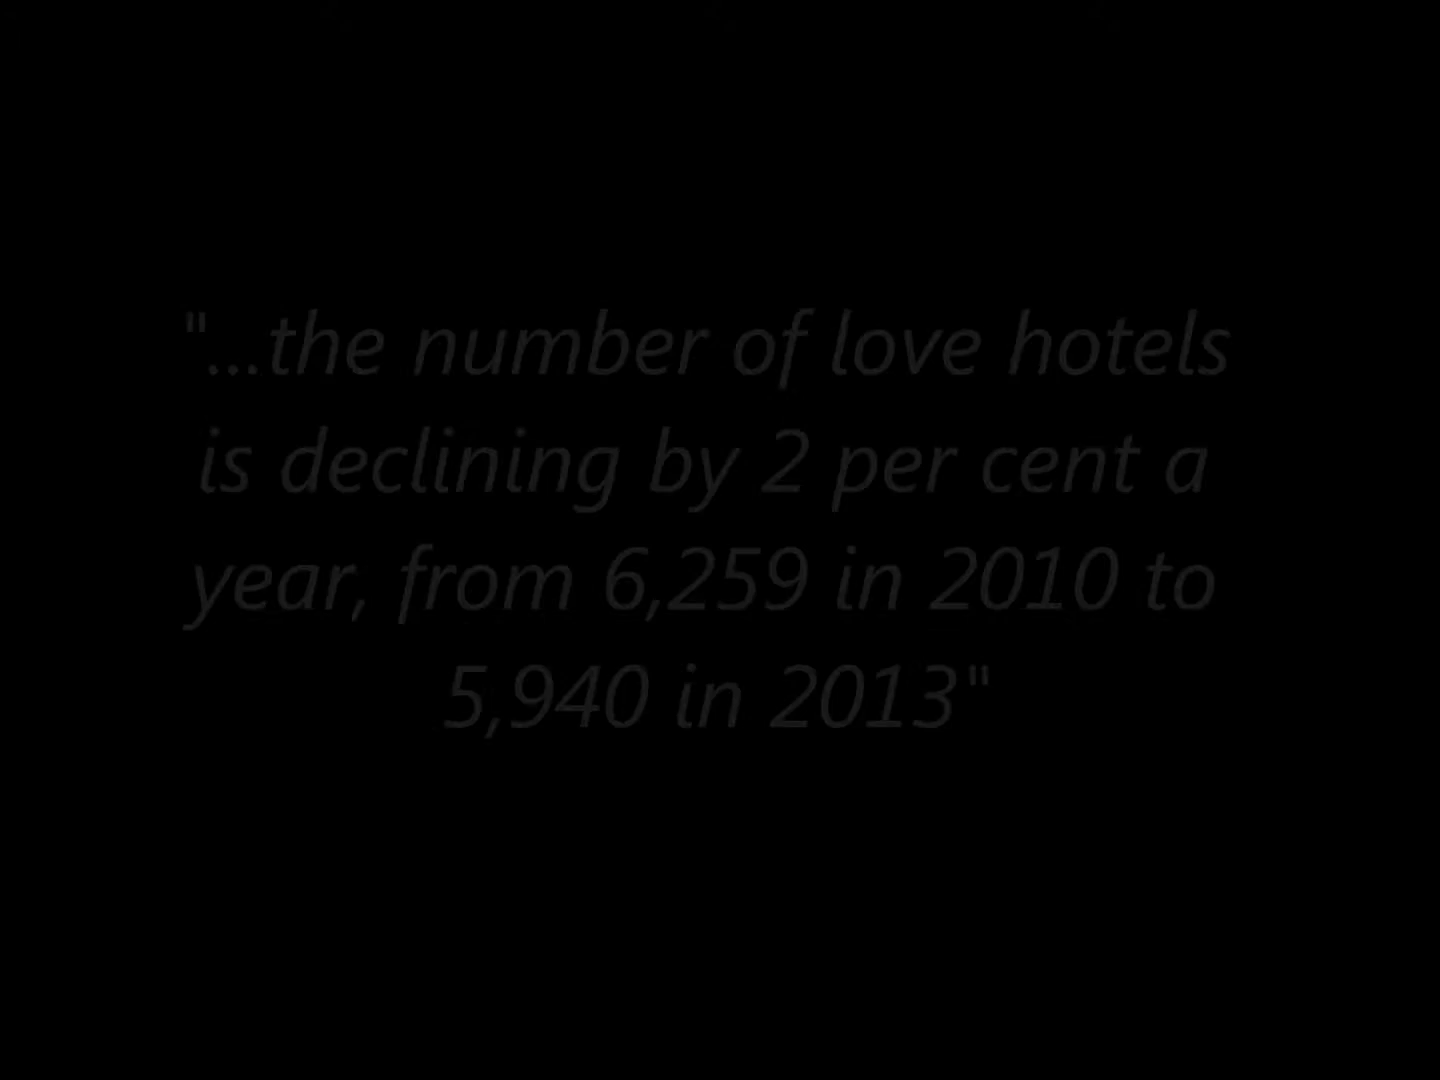 "...the number of love hotels
is declining by 2 per cent a
year, from 6,259 in 2010 to
5,940 in 2013"